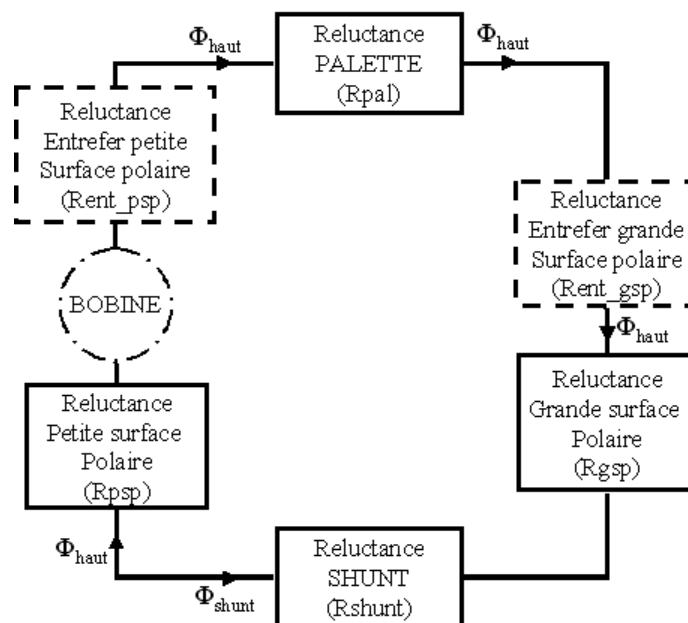 Φhaut
Reluctance
PALETTE
(Rpal)
Φhaut
Reluctance
Entrefer petite
Surface polaire
(Rent_psp)
Reluctance
Entrefer grande
Surface polaire
(Rent_gsp)
BOBINE
Φhaut
Reluctance
Petite surface
Polaire
(Rpsp)
Reluctance
Grande surface
Polaire
(Rgsp)
Φhaut
Φshunt
Reluctance
SHUNT
(Rshunt)